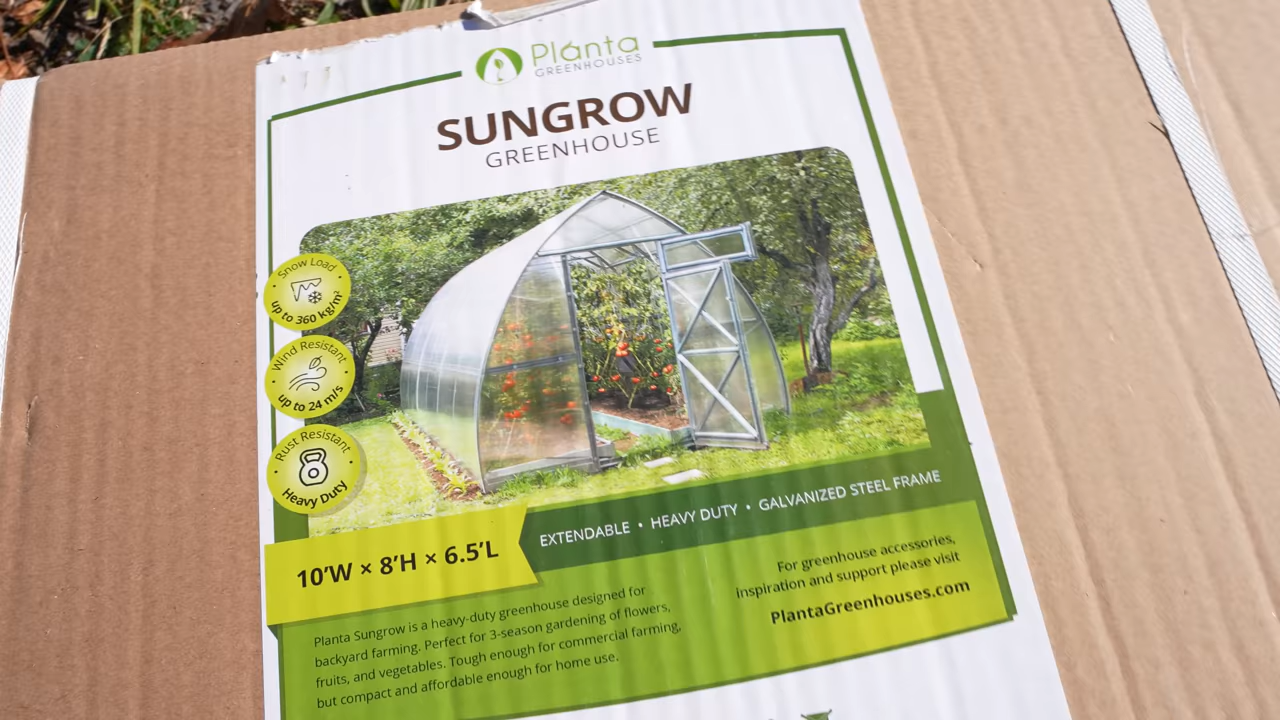 Planta
GREENHOUSES
SUNGROW
GREENHOUSE
Snow Load
up to 360 kg/m²
Wind Resistant
up to 24 m/s
Rust Resistant
Heavy Duty
10'W × 8'H × 6.5'L
EXTENDABLE • HEAVY DUTY • GALVANIZED STEEL FRAME
Planta Sungrow is a heavy-duty greenhouse designed for
backyard farming. Perfect for 3-season gardening of flowers,
fruits, and vegetables. Tough enough for commercial farming,
but compact and affordable enough for home use.
For greenhouse accessories,
inspiration and support please visit
PlantaGreenhouses.com